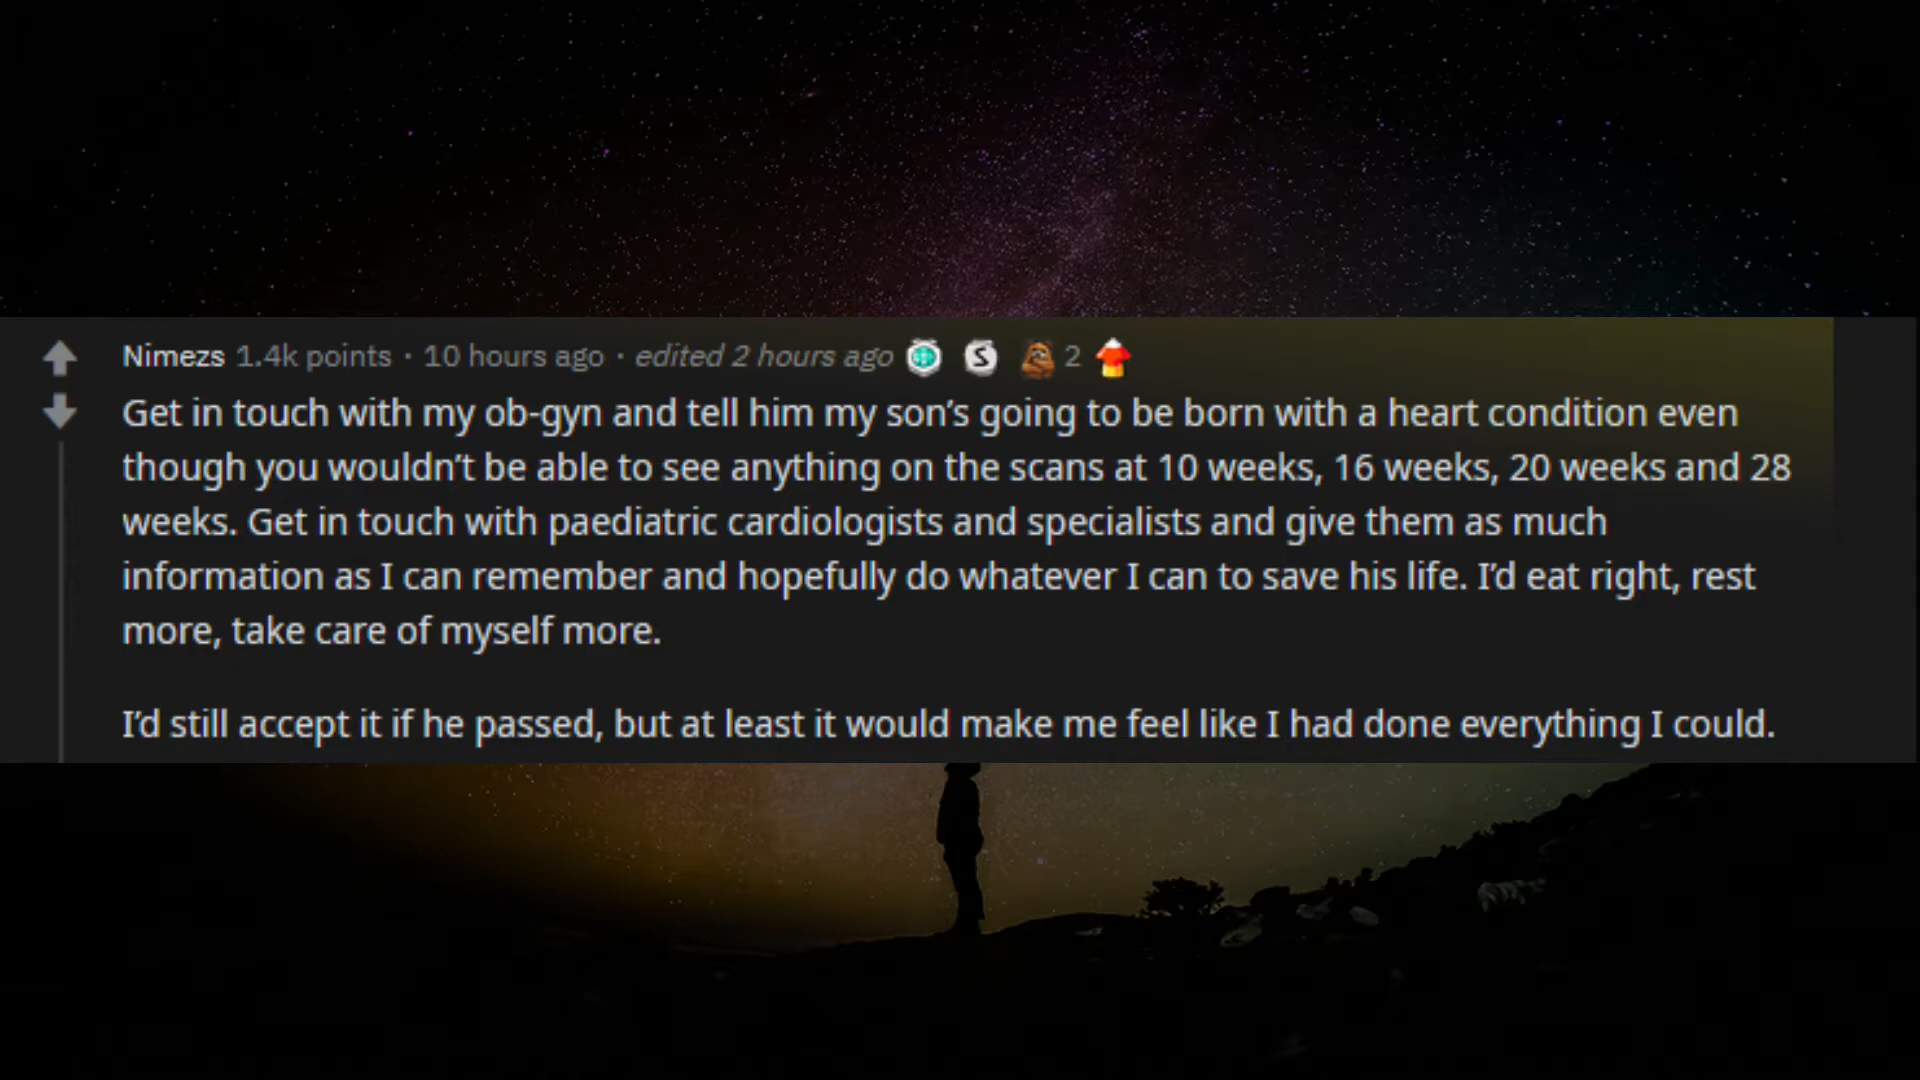 Nimezs 1.4k points · 10 hours ago · edited 2 hours ago S 2
Get in touch with my ob-gyn and tell him my son’s going to be born with a heart condition even
though you wouldn’t be able to see anything on the scans at 10 weeks, 16 weeks, 20 weeks and 28
weeks. Get in touch with paediatric cardiologists and specialists and give them as much
information as I can remember and hopefully do whatever I can to save his life. I’d eat right, rest
more, take care of myself more.
I’d still accept it if he passed, but at least it would make me feel like I had done everything I could.